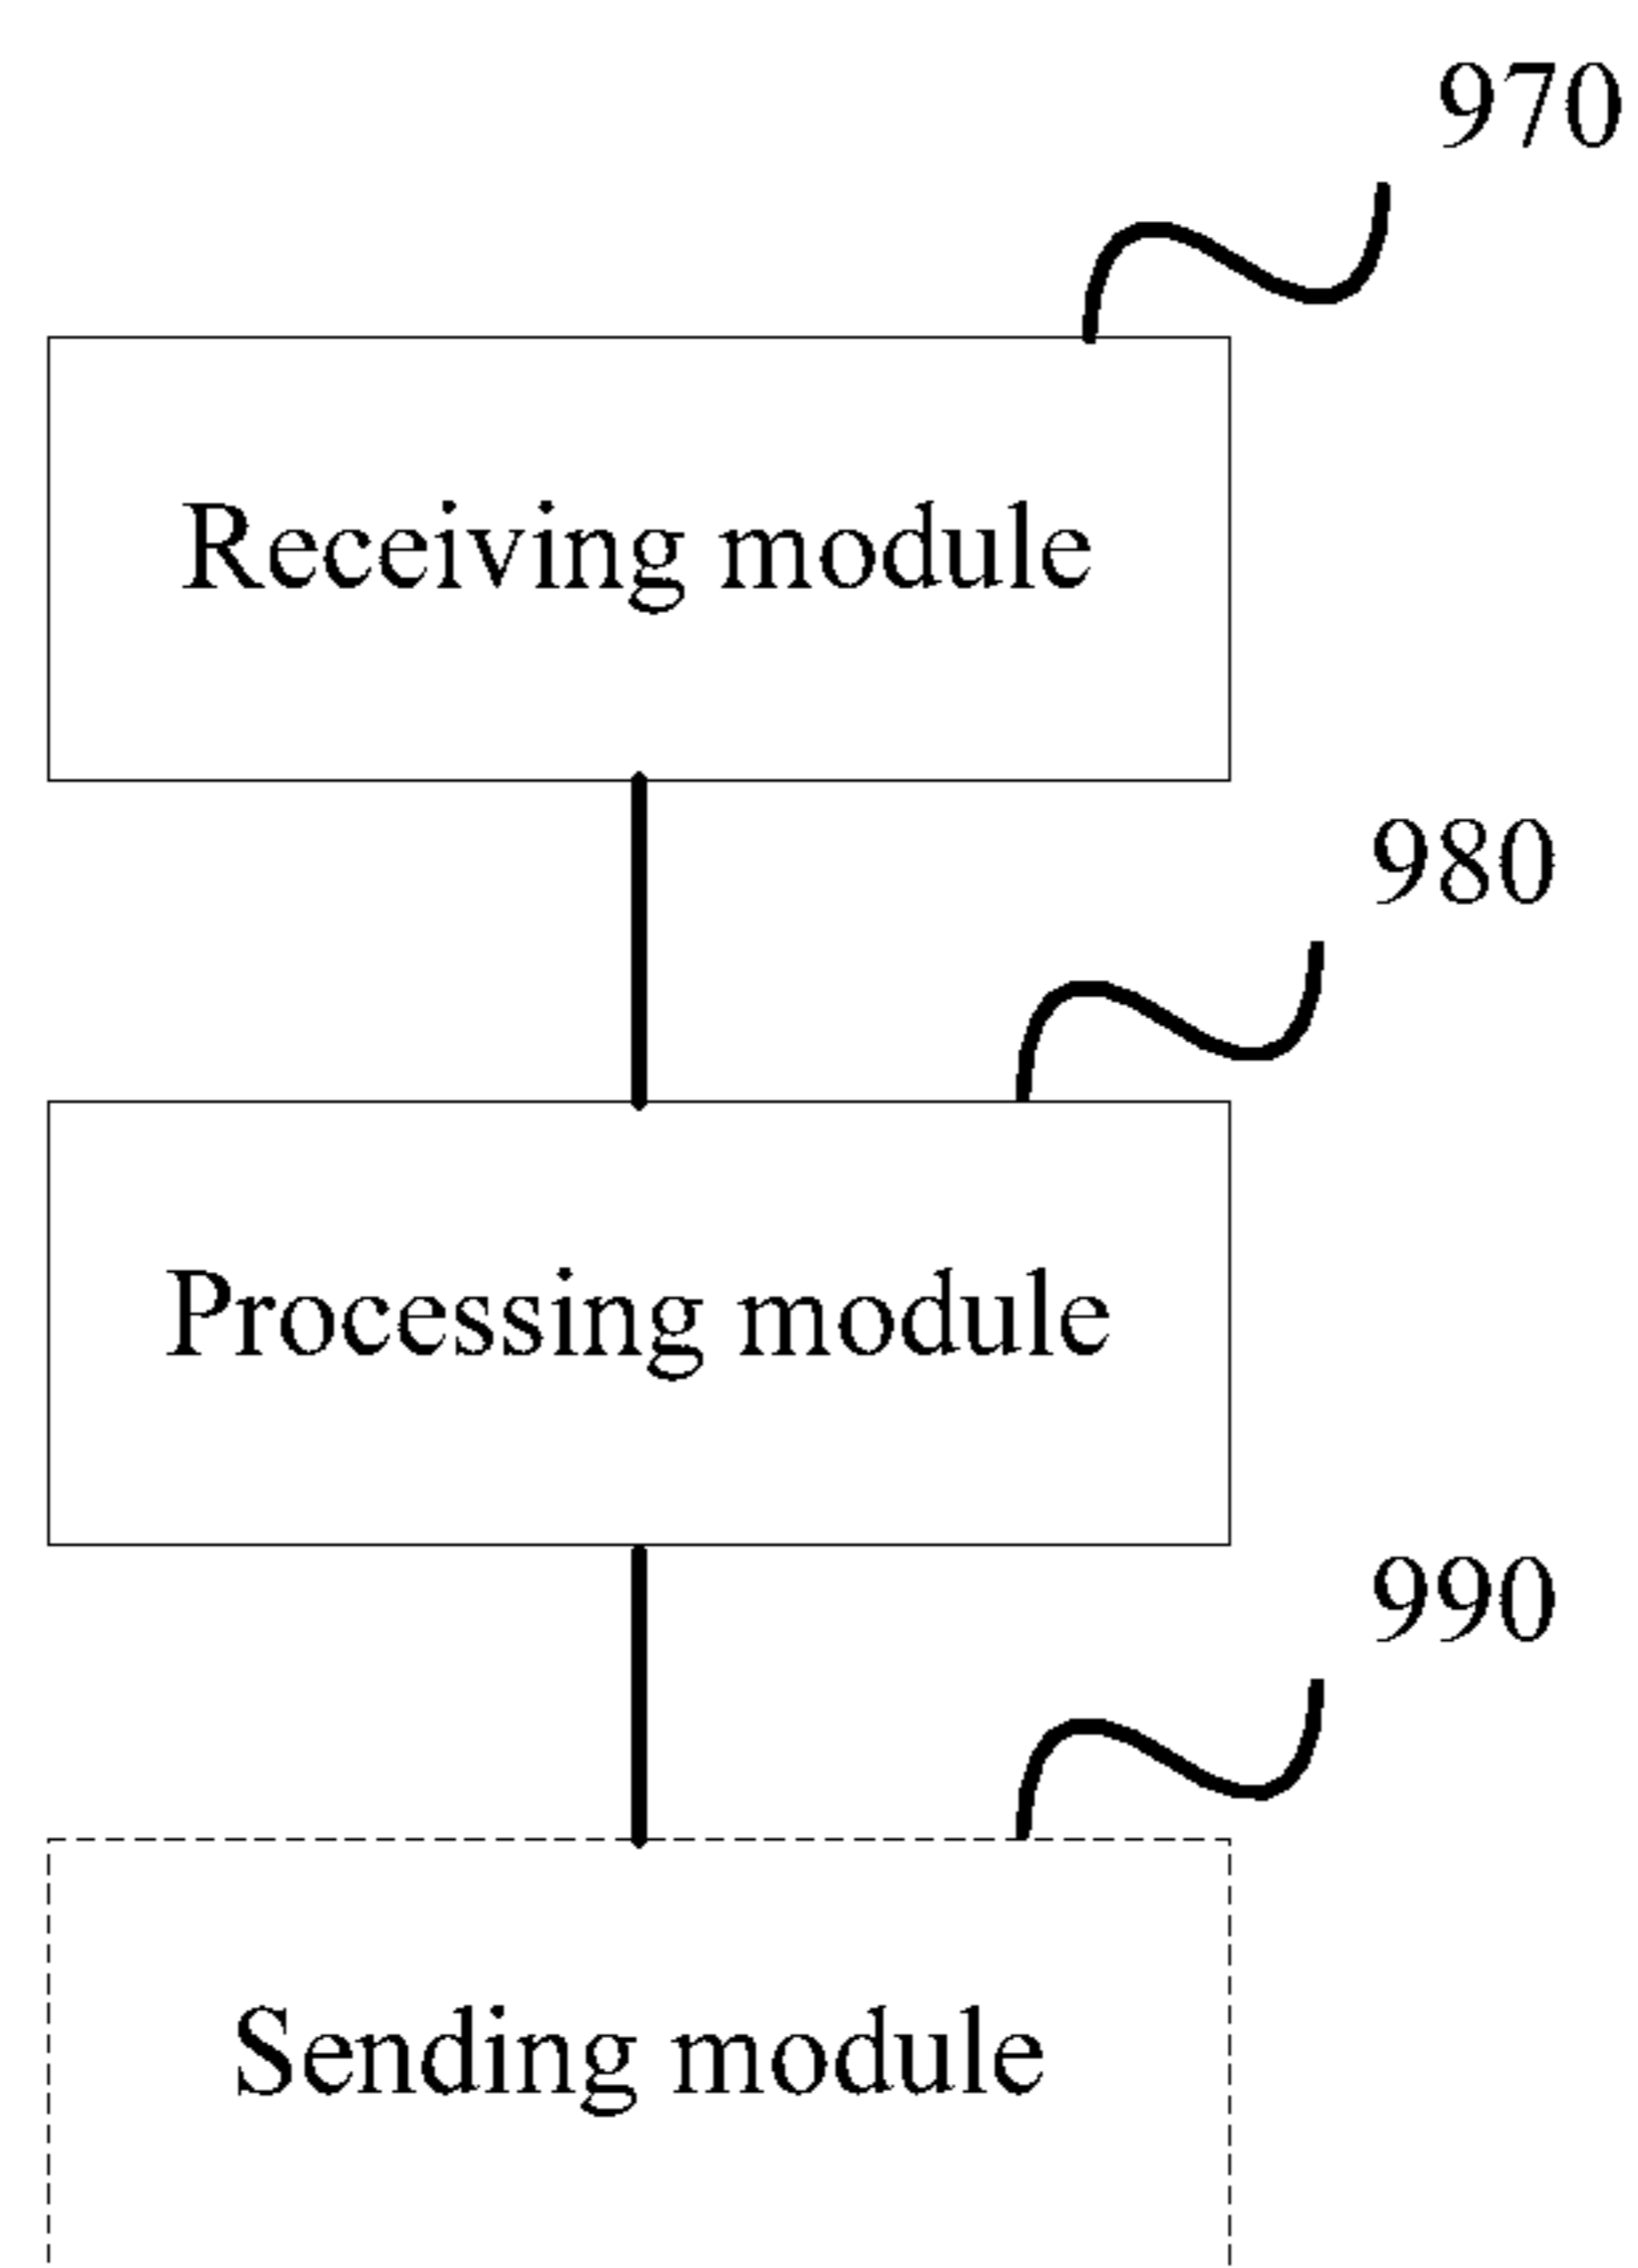 970
Receiving module
980
Processing module
990
Sending module